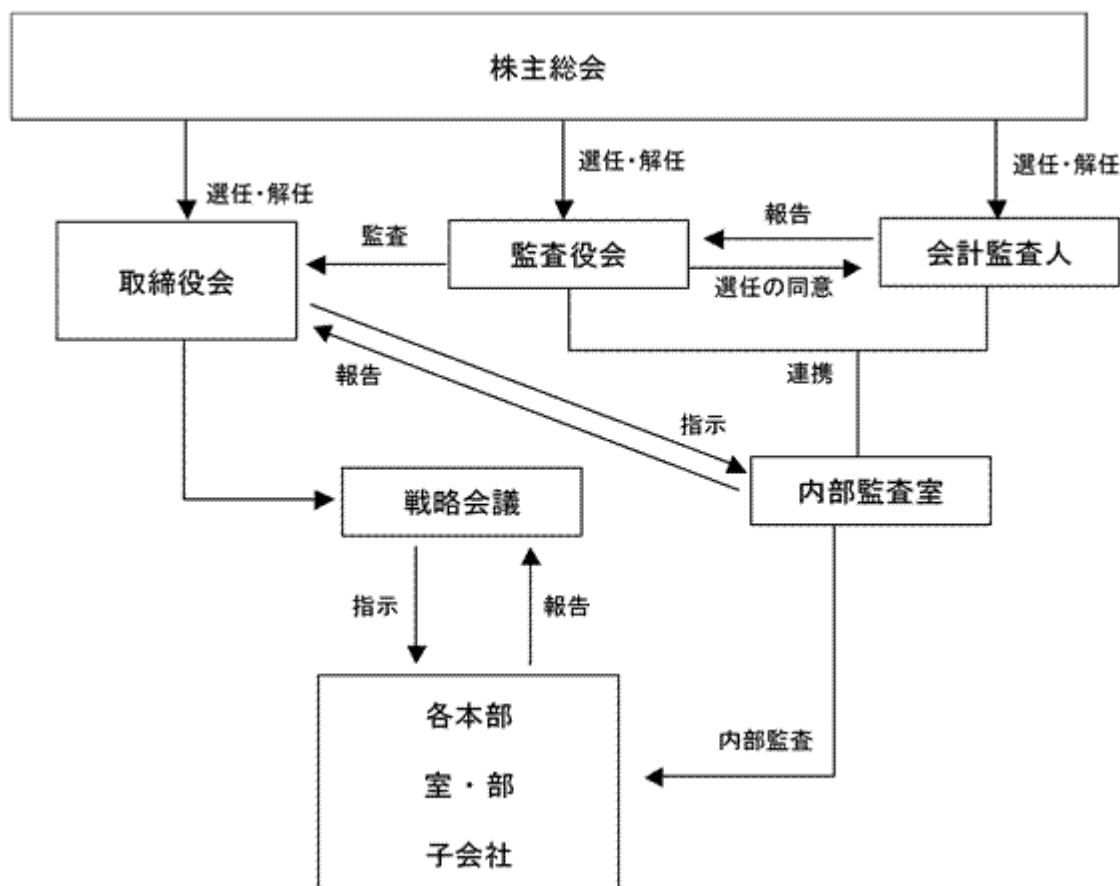 株主総会
選任・解任
選任・解任
選任・解任
取締役会
監査
監査役会
報告
選任の同意
会計監査人
報告
指示
連携
戦略会議
内部監査室
指示
報告
各本部
室・部
子会社
内部監査